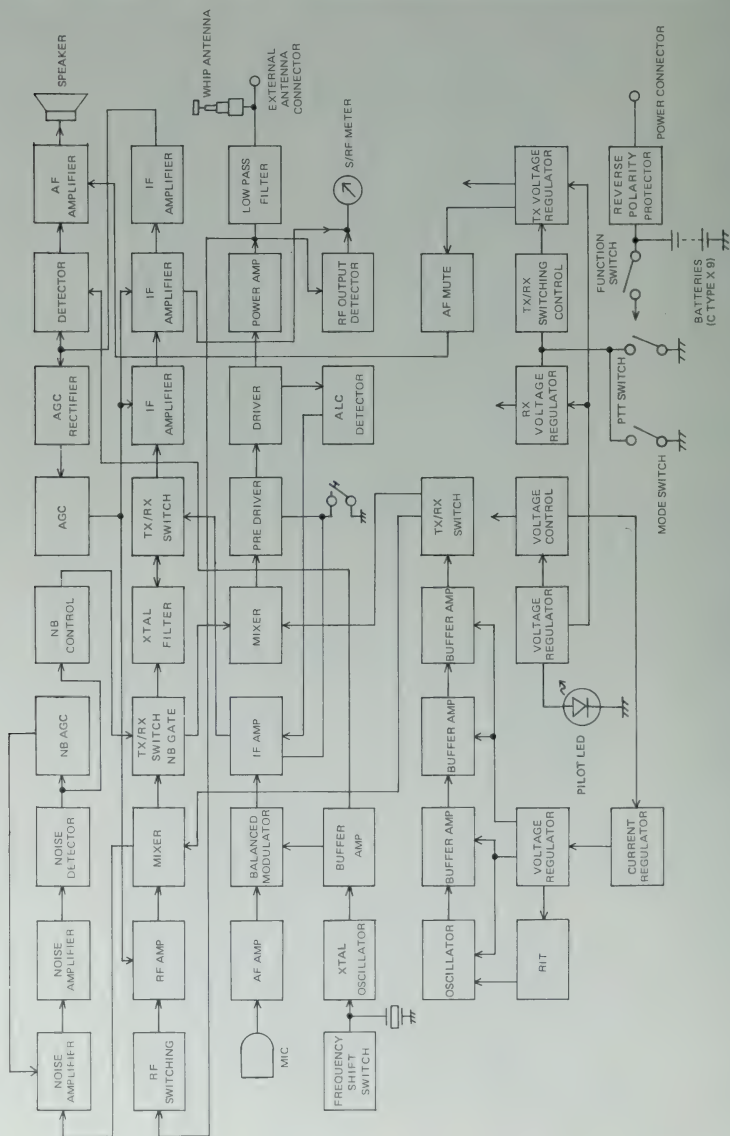 NOISE
AMPLIFIER
NOISE
AMPLIFIER
NOISE
DETECTOR
NB AGC
NB
CONTROL
AGC
AGC
RECTIFIER
DETECTOR
AF
AMPLIFIER
SPEAKER
RF
SWITCHING
RF AMP
MIXER
TX/RX
SWITCH
NB GATE
XTAL
FILTER
TX/RX
SWITCH
IF
AMPLIFIER
IF
AMPLIFIER
IF
AMPLIFIER
WHIP ANTENNA
MIC
AF AMP
BALANCED
MODULATOR
IF AMP
MIXER
PRE DRIVER
DRIVER
POWER AMP
LOW PASS
FILTER
EXTERNAL
ANTENNA
CONNECTOR
FREQUENCY
SHIFT
SWITCH
XTAL
OSCILLATOR
BUFFER
AMP
ALC
DETECTOR
RF OUTPUT
DETECTOR
S/RF METER
OSCILLATOR
BUFFER AMP
BUFFER AMP
BUFFER AMP
TX/RX
SWITCH
AF MUTE
RIT
VOLTAGE
REGULATOR
PILOT LED
VOLTAGE
REGULATOR
VOLTAGE
CONTROL
RX
VOLTAGE
REGULATOR
TX/RX
SWITCHING
CONTROL
TX VOLTAGE
REGULATOR
CURRENT
REGULATOR
MODE SWITCH
PTT SWITCH
FUNCTION
SWITCH
REVERSE
POLARITY
PROTECTOR
POWER CONNECTOR
BATTERIES
(C TYPE X 9)